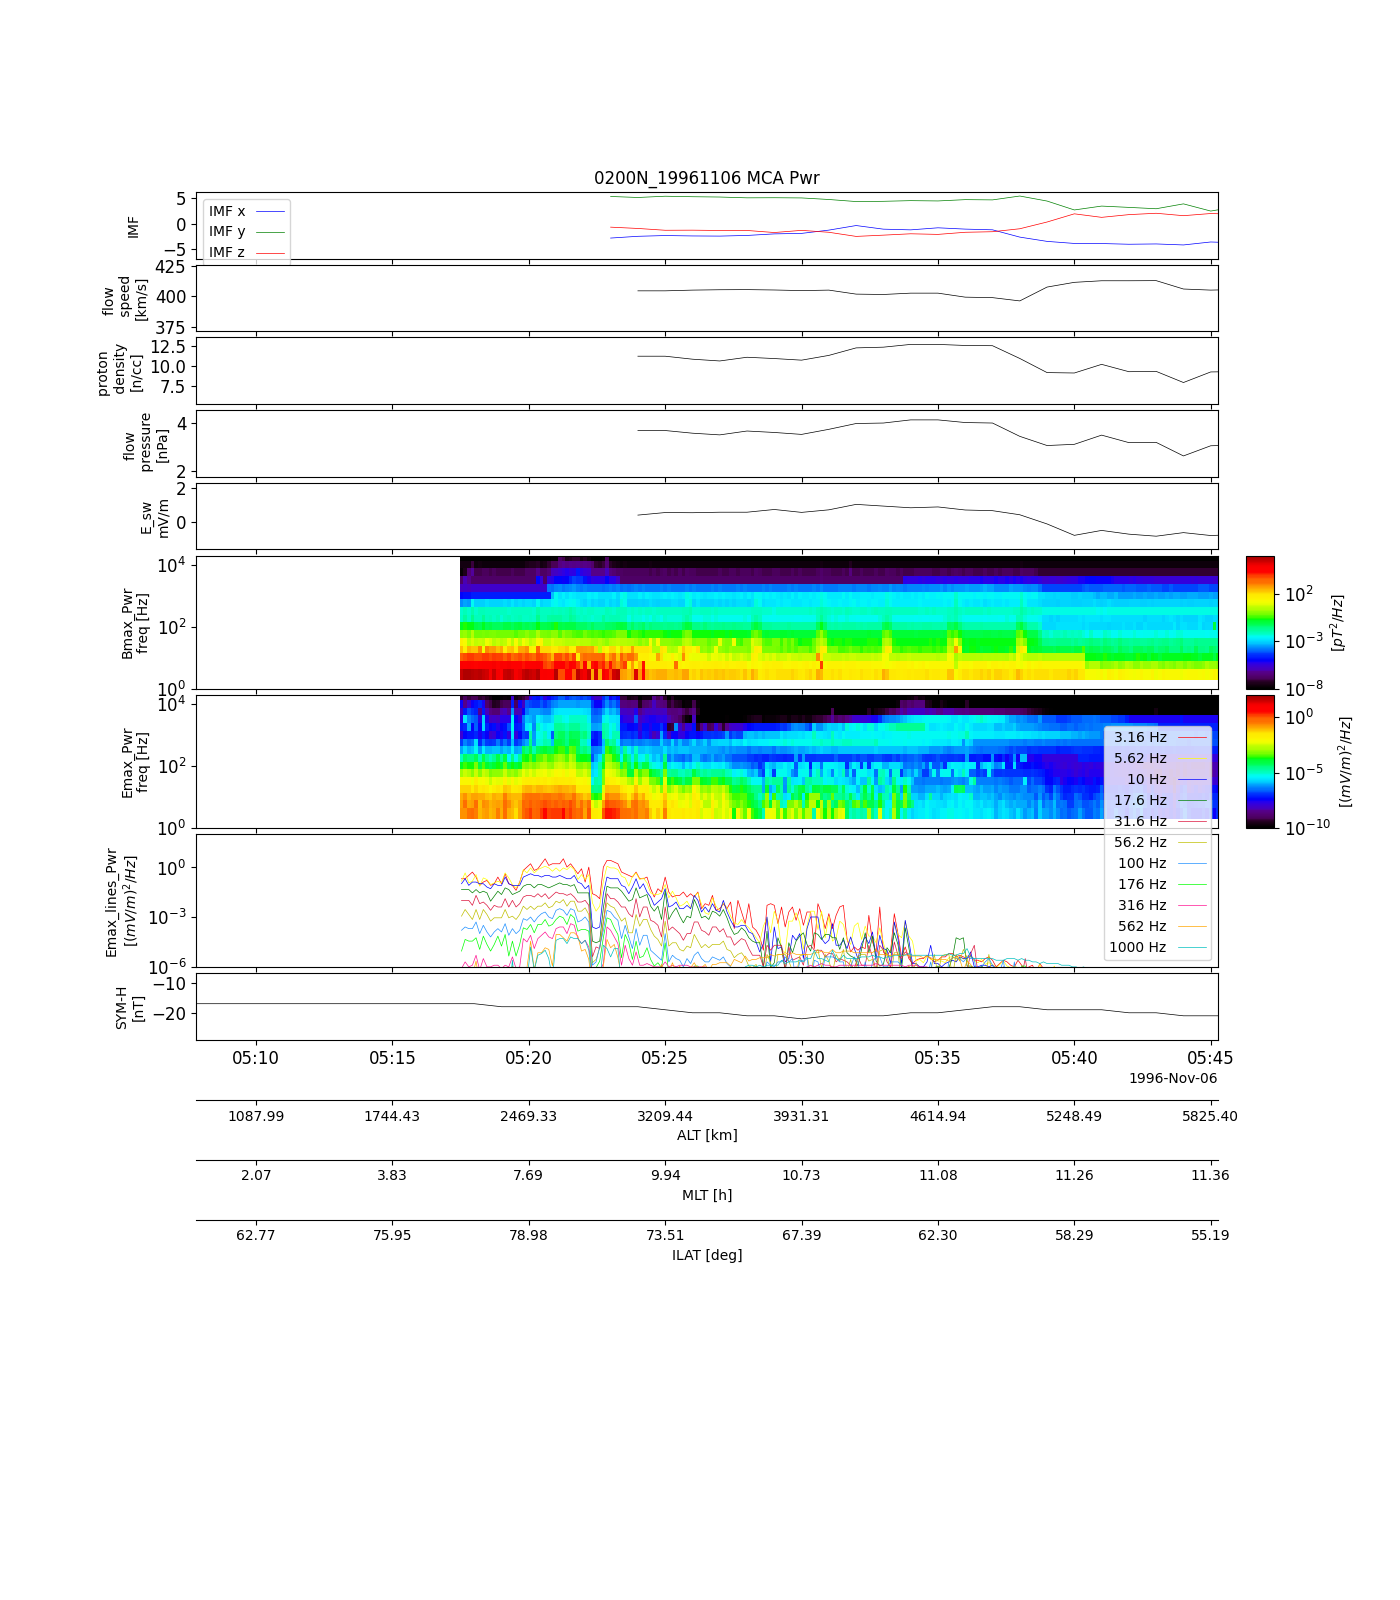 0200N_19961106 MCA Pwr
IMF
5
0
−5
IMF x
IMF y
IMF z
flow
speed
[km/s]
425
400
375
proton
density
[n/cc]
12.5
10.0
7.5
flow
pressure
[nPa]
4
2
E_sw
mV/m
2
0
Bmax_Pwr
freq [Hz]
10^4
10^2
10^0
10^2
10^−3
10^−8
[pT^2/Hz]
Emax_Pwr
freq [Hz]
10^4
10^2
10^0
10^0
10^−5
10^−10
[(mV/m)^2/Hz]
3.16 Hz
5.62 Hz
10 Hz
17.6 Hz
31.6 Hz
56.2 Hz
100 Hz
176 Hz
316 Hz
562 Hz
1000 Hz
Emax_lines_Pwr
[(mV/m)^2/Hz]
10^0
10^−3
10^−6
SYM-H
[nT]
−10
−20
05:10 05:15 05:20 05:25 05:30 05:35 05:40 05:45
1996-Nov-06
1087.99 1744.43 2469.33 3209.44 3931.31 4614.94 5248.49 5825.40
ALT [km]
2.07 3.83 7.69 9.94 10.73 11.08 11.26 11.36
MLT [h]
62.77 75.95 78.98 73.51 67.39 62.30 58.29 55.19
ILAT [deg]